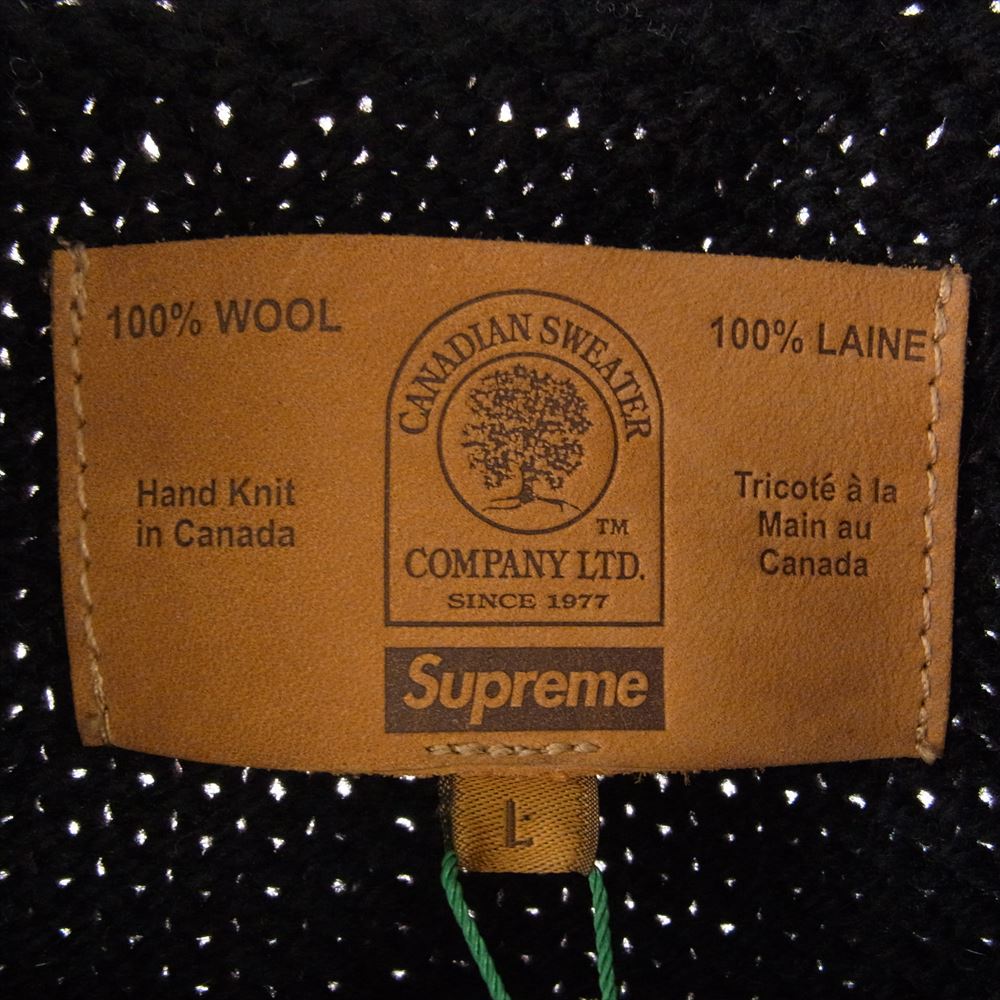 100% WOOL
Hand Knit
in Canada
CANADIAN SWEATER
TM
COMPANY LTD.
SINCE 1977
Supreme
100% LAINE
Tricoté à la
Main au
Canada
L